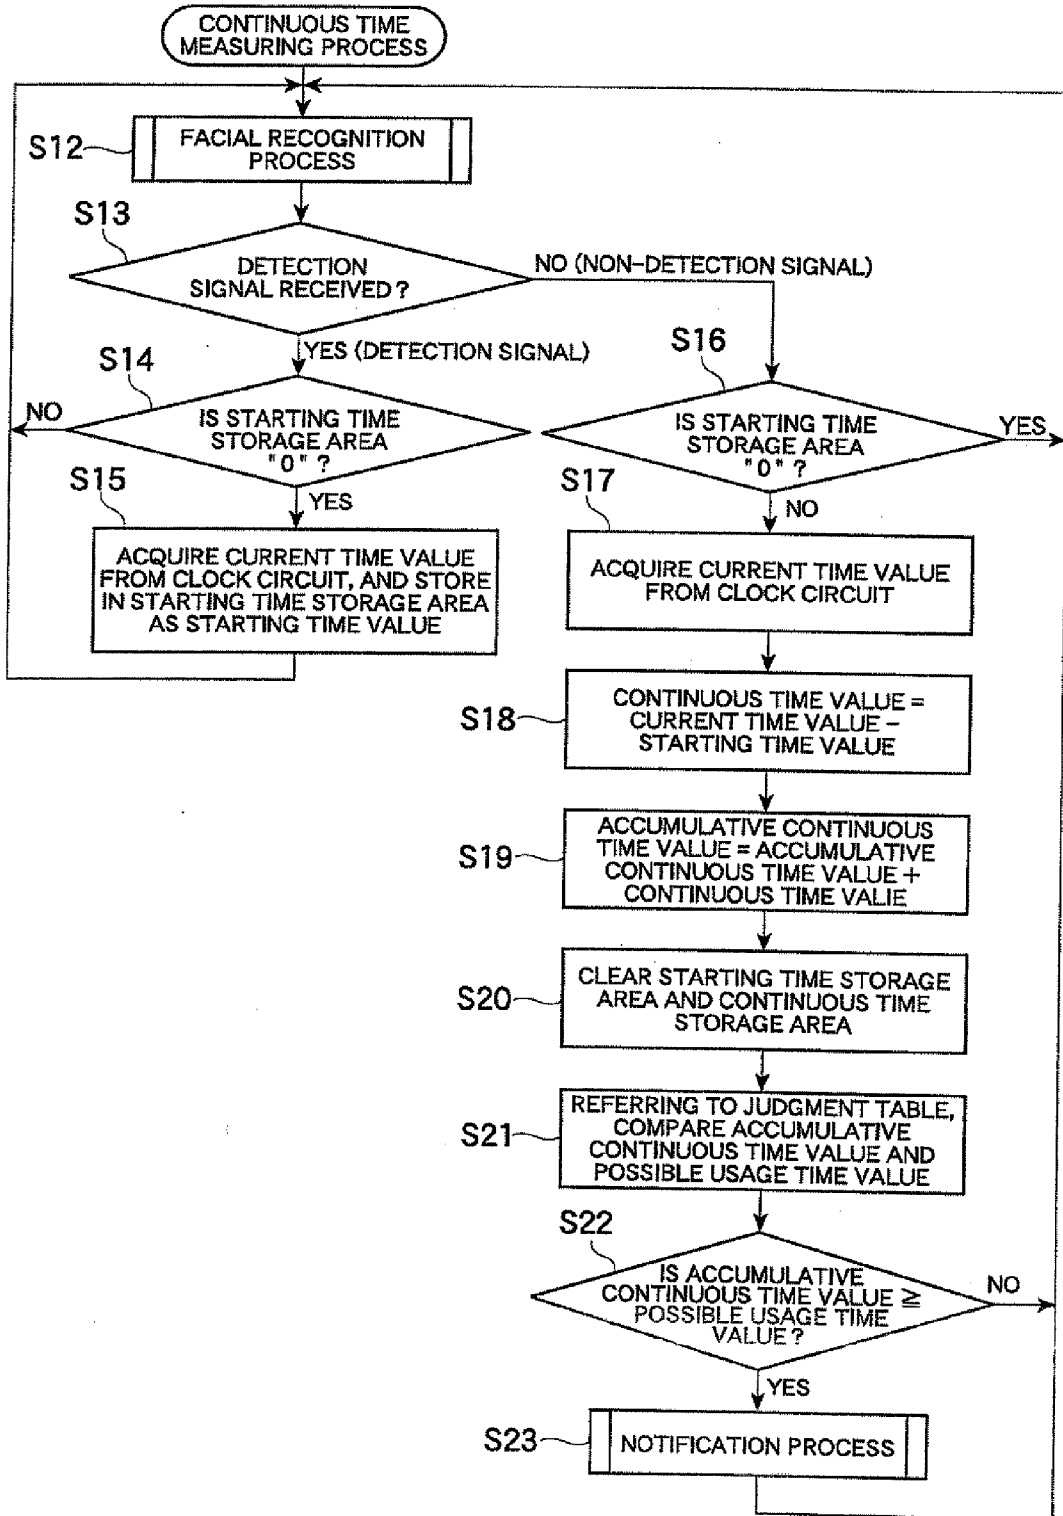 CONTINUOUS TIME
MEASURING PROCESS
S12
FACIAL RECOGNITION
PROCESS
S13
DETECTION
SIGNAL RECEIVED?
NO (NON-DETECTION SIGNAL)
YES (DETECTION SIGNAL)
S14
IS STARTING TIME
STORAGE AREA
"0" ?
NO
YES
S15
ACQUIRE CURRENT TIME VALUE
FROM CLOCK CIRCUIT, AND STORE
IN STARTING TIME STORAGE AREA
AS STARTING TIME VALUE
S16
IS STARTING TIME
STORAGE AREA
"0" ?
YES
NO
S17
ACQUIRE CURRENT TIME VALUE
FROM CLOCK CIRCUIT
S18
CONTINUOUS TIME VALUE =
CURRENT TIME VALUE –
STARTING TIME VALUE
S19
ACCUMULATIVE CONTINUOUS
TIME VALUE = ACCUMULATIVE
CONTINUOUS TIME VALUE +
CONTINUOUS TIME VALIE
S20
CLEAR STARTING TIME STORAGE
AREA AND CONTINUOUS TIME
STORAGE AREA
S21
REFERRING TO JUDGMENT TABLE,
COMPARE ACCUMULATIVE
CONTINUOUS TIME VALUE AND
POSSIBLE USAGE TIME VALUE
S22
IS ACCUMULATIVE
CONTINUOUS TIME VALUE ≧
POSSIBLE USAGE TIME
VALUE?
NO
YES
S23
NOTIFICATION PROCESS